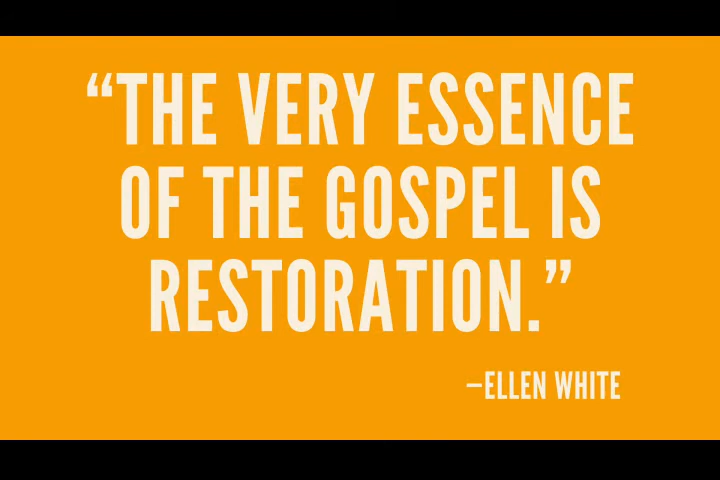 “THE VERY ESSENCE
OF THE GOSPEL IS
RESTORATION.”
–ELLEN WHITE